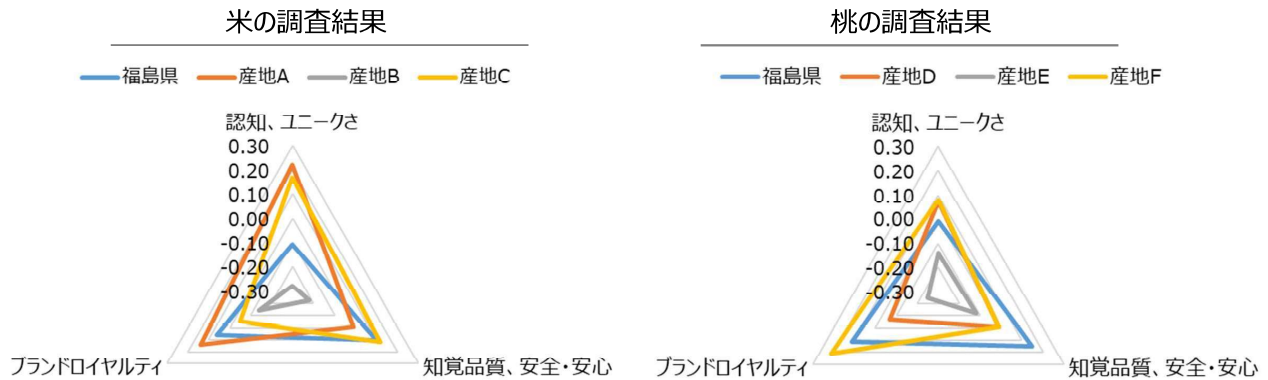 米の調査結果
福島県 産地A 産地B 産地C
認知、ユニークさ
0.30
0.20
0.10
0.00
-0.10
-0.20
-0.30
ブランドロイヤルティ
知覚品質、安全・安心
桃の調査結果
福島県 産地D 産地E 産地F
認知、ユニークさ
0.30
0.20
0.10
0.00
-0.10
-0.20
-0.30
ブランドロイヤルティ
知覚品質、安全・安心